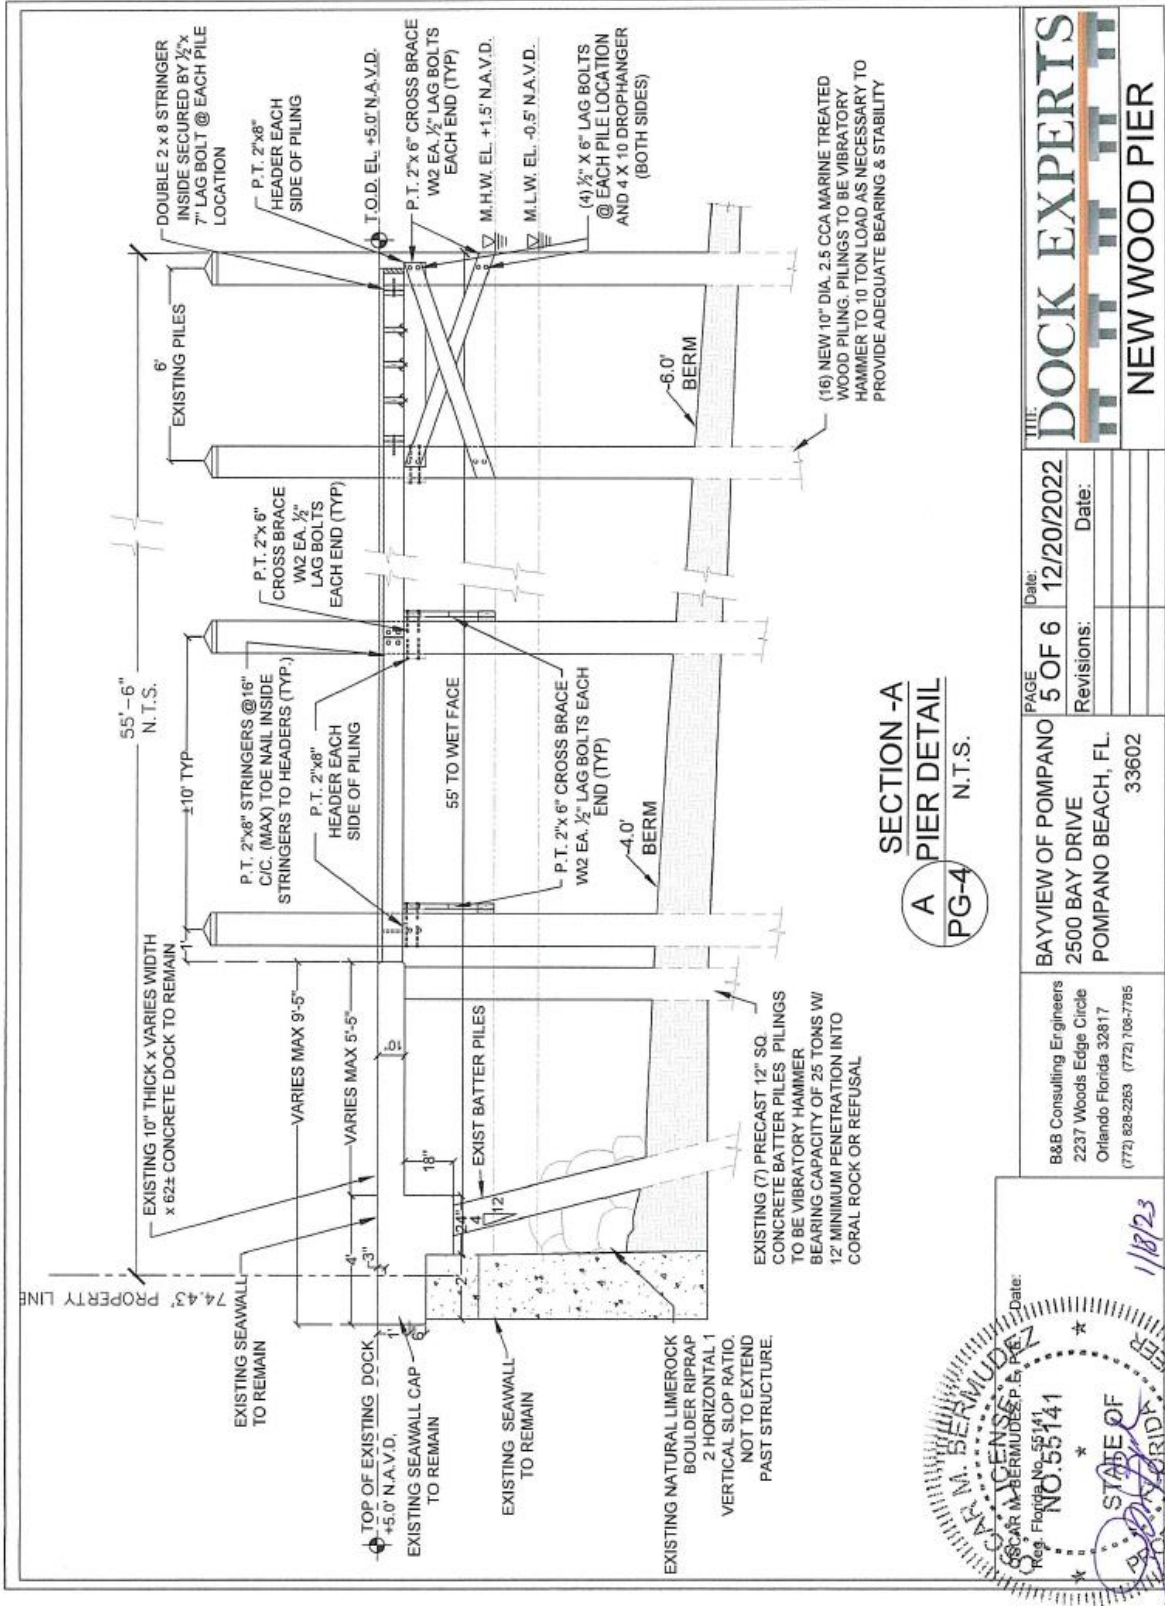 55'-6"
N.T.S.
±10' TYP
1'
6'
EXISTING PILES
DOUBLE 2 x 8 STRINGER
INSIDE SECURED BY ½"x
7" LAG BOLT @ EACH PILE
LOCATION
P.T. 2"x8"
HEADER EACH
SIDE OF PILING
T.O.D. EL. +5.0' N.A.V.D.
P.T. 2"x 6" CROSS BRACE
W\2 EA. ½" LAG BOLTS
EACH END (TYP)
M.H.W. EL. +1.5' N.A.V.D.
M.L.W. EL. -0.5' N.A.V.D.
(4) ½" X 6" LAG BOLTS
@ EACH PILE LOCATION
AND 4 X 10 DROPHANGER
(BOTH SIDES)
EXISTING 10" THICK x VARIES WIDTH
x 62± CONCRETE DOCK TO REMAIN
P.T. 2"x8" STRINGERS @16"
C/C. (MAX) TOE NAIL INSIDE
STRINGERS TO HEADERS (TYP.)
P.T. 2"x8"
HEADER EACH
SIDE OF PILING
P.T. 2"x 6"
CROSS BRACE
W\2 EA. ½"
LAG BOLTS
EACH END (TYP)
74.43' PROPERTY LINE
EXISTING SEAWALL
TO REMAIN
VARIES MAX 9'-5"
VARIES MAX 5'-5"
4'
3"
10"
TOP OF EXISTING DOCK
+5.0' N.A.V.D.
1'
6"
EXISTING SEAWALL CAP
TO REMAIN
18"
24"
2'
4
12
EXIST BATTER PILES
55' TO WET FACE
P.T. 2"x 6" CROSS BRACE
W\2 EA. ½" LAG BOLTS EACH
END (TYP)
EXISTING SEAWALL
TO REMAIN
-4.0'
BERM
-6.0'
BERM
EXISTING NATURAL LIMEROCK
BOULDER RIPRAP
2 HORIZONTAL 1
VERTICAL SLOP RATIO.
NOT TO EXTEND
PAST STRUCTURE.
EXISTING (7) PRECAST 12" SQ.
CONCRETE BATTER PILES PILINGS
TO BE VIBRATORY HAMMER
BEARING CAPACITY OF 25 TONS W/
12' MINIMUM PENETRATION INTO
CORAL ROCK OR REFUSAL
(16) NEW 10" DIA. 2.5 CCA MARINE TREATED
WOOD PILING. PILINGS TO BE VIBRATORY
HAMMER TO 10 TON LOAD AS NECESSARY TO
PROVIDE ADEQUATE BEARING & STABILITY
SECTION -A
A
PIER DETAIL
PG-4
N.T.S.
OSCAR M. BERMUDEZ
LICENSE
NO.55141
STATE OF
FLORIDA
OSCAR M. BERMUDEZ P.E. P.E.
Reg. Florida No. 55141
Date:
1/18/23
B&B Consulting Engineers
2237 Woods Edge Circle
Orlando Florida 32817
(772) 828-2263 (772) 708-7785
BAYVIEW OF POMPANO
2500 BAY DRIVE
POMPANO BEACH, FL.
33602
PAGE
5 OF 6
Date:
12/20/2022
Revisions:
Date:
THE
DOCK EXPERTS
NEW WOOD PIER